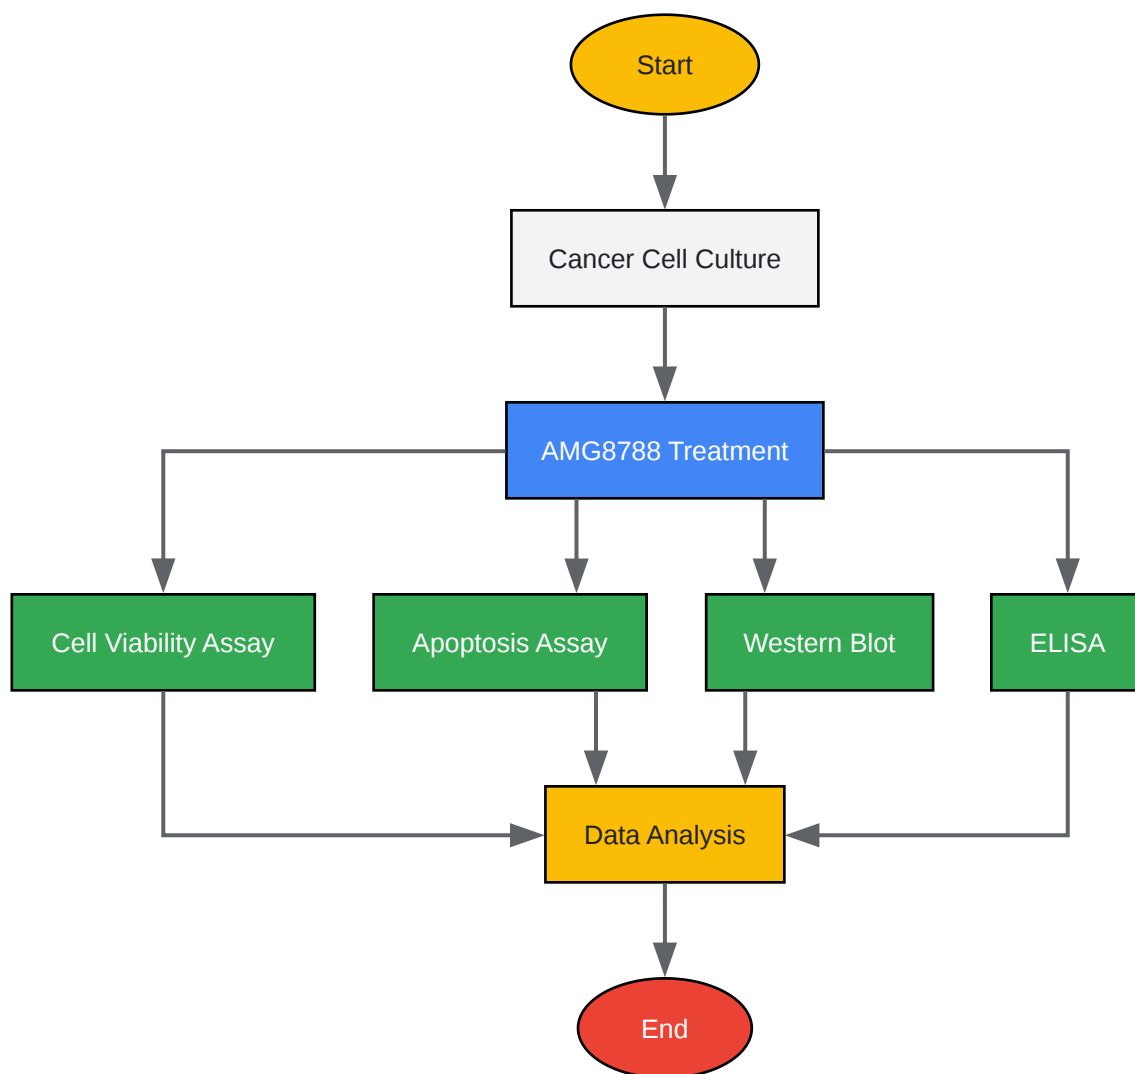 Start
Cancer Cell Culture
AMG8788 Treatment
Cell Viability Assay
Apoptosis Assay
Western Blot
ELISA
Data Analysis
End